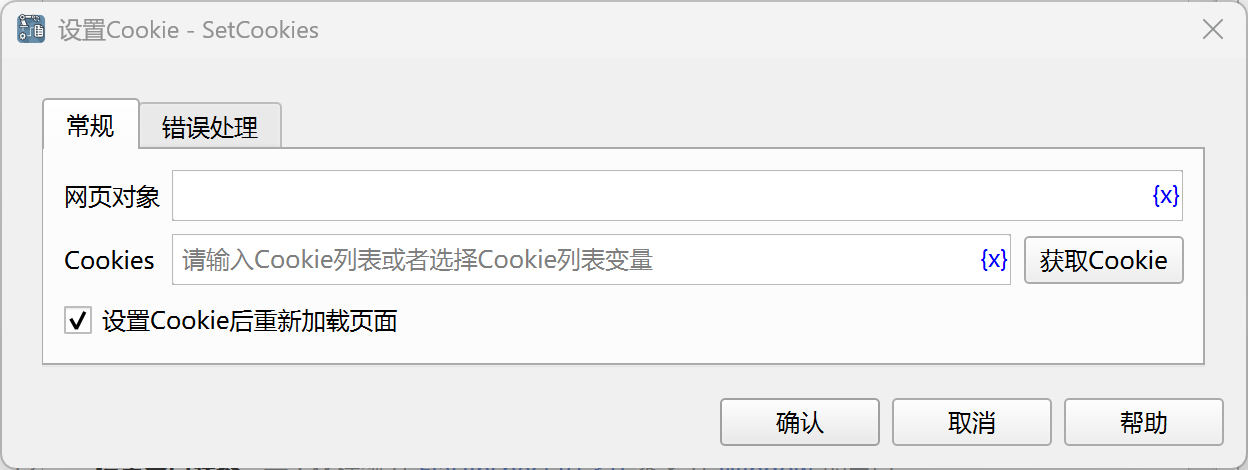 设置Cookie - SetCookies
常规
错误处理
网页对象 {x}
Cookies 请输入Cookie列表或者选择Cookie列表变量 {x} 获取Cookie
设置Cookie后重新加载页面
确认 取消 帮助